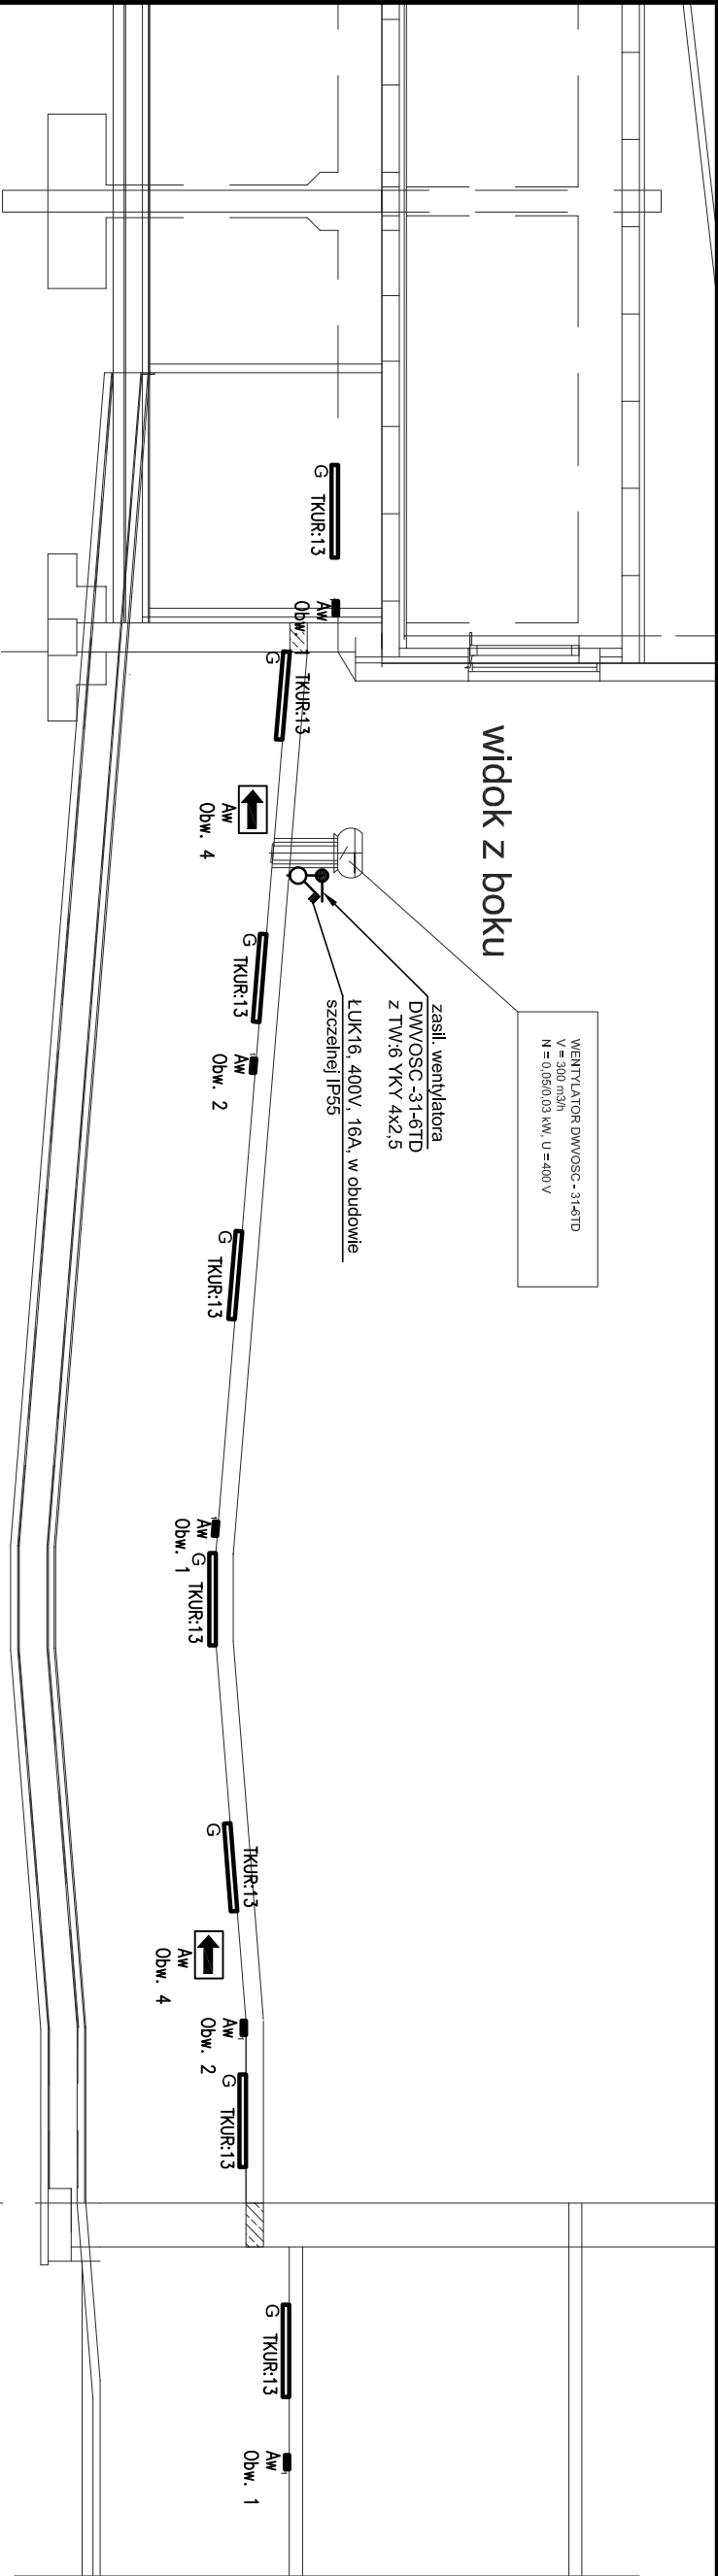 widok z boku
WENTYLATOR DWVOSC - 31-6TD
V = 300 m3/h
N = 0,05/0,03 kW, U = 400 V
zasil. wentylatora
DWVOSC -31-6TD
z TW:6 YKY 4x2,5
ŁUK16, 400V, 16A, w obudowie
szczelnej IP55
G
TKUR:13
Aw
Obw. 1
G
TKUR:13
Aw
Obw. 4
G
TKUR:13
Aw
Obw. 2
G
TKUR:13
Aw
Obw. 1
G
TKUR:13
G
TKUR:13
Aw
Obw. 4
Aw
Obw. 2
G
TKUR:13
G
TKUR:13
Aw
Obw. 1